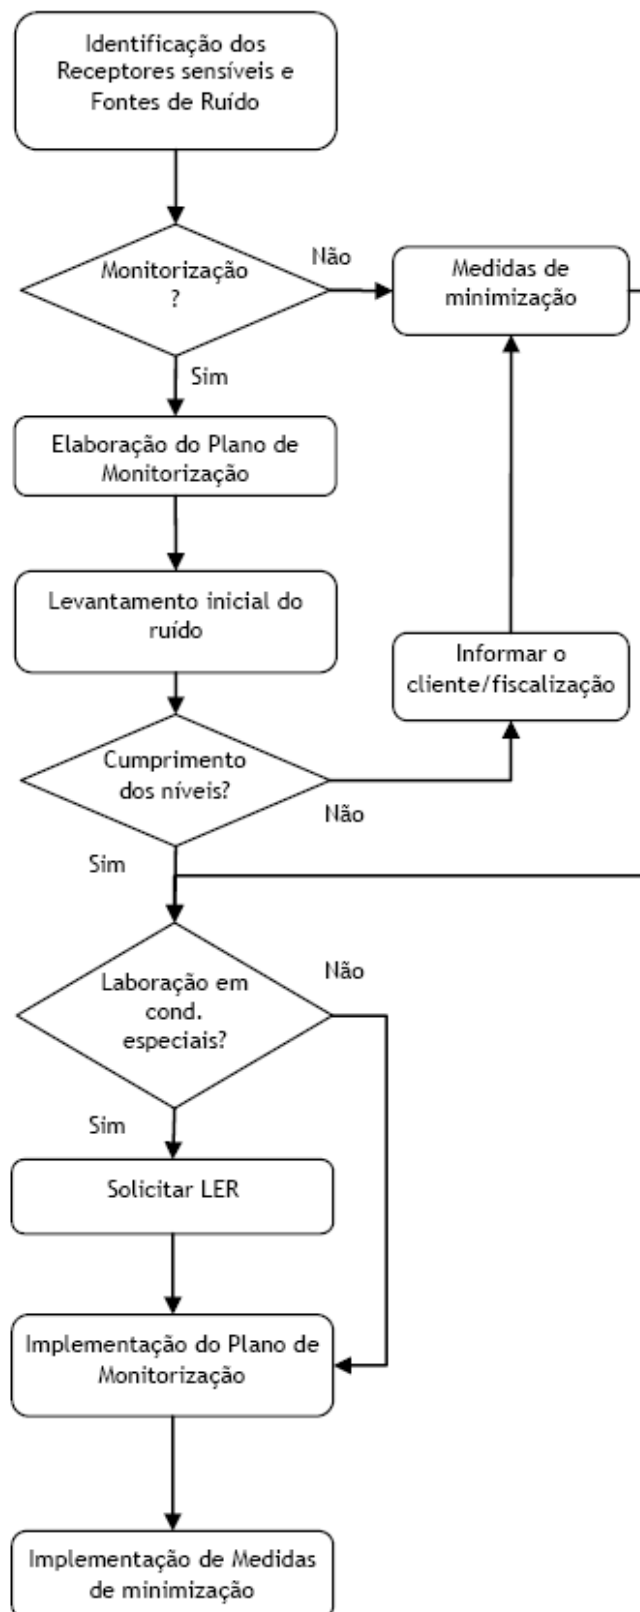 Identificação dos
Receptores sensíveis e
Fontes de Ruído
Monitorização
?
Não
Medidas de
minimização
Sim
Elaboração do Plano de
Monitorização
Levantamento inicial do
ruído
Informar o
cliente/fiscalização
Cumprimento
dos níveis?
Não
Sim
Laboração em
cond.
especiais?
Não
Sim
Solicitar LER
Implementação do Plano de
Monitorização
Implementação de Medidas
de minimização